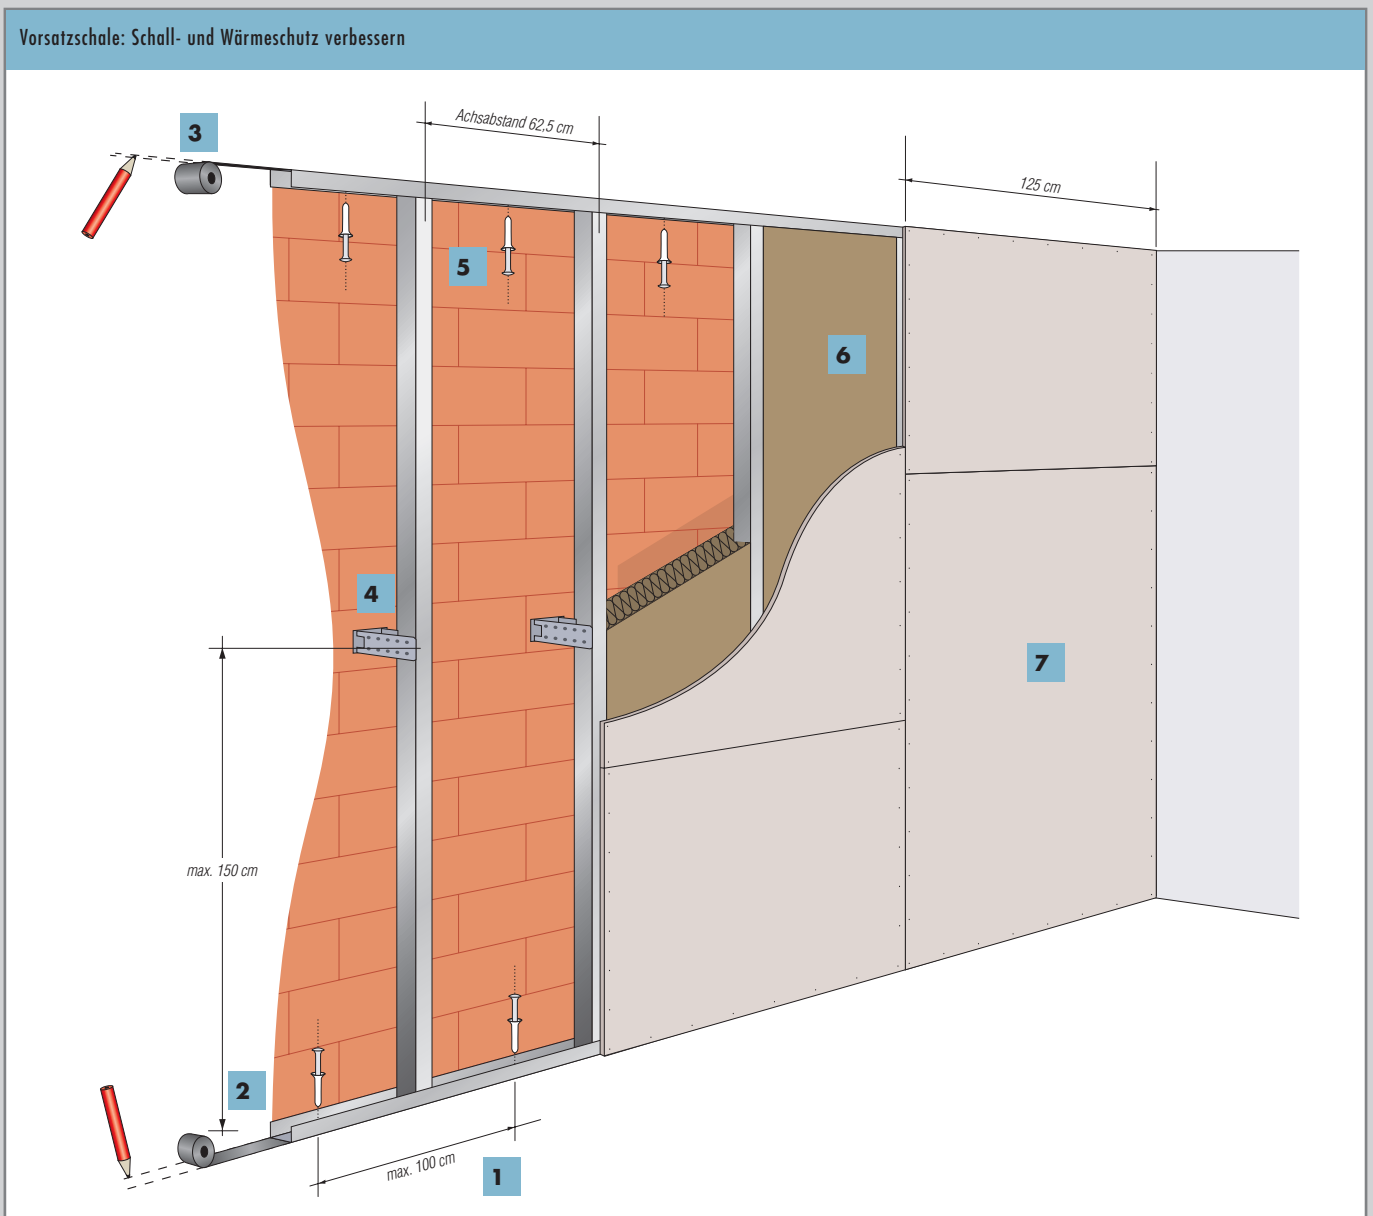 Vorsatzschale: Schall- und Wärmeschutz verbessern
Achsabstand 62,5 cm
3
125 cm
5
6
4
7
max. 150 cm
2
max. 100 cm
1